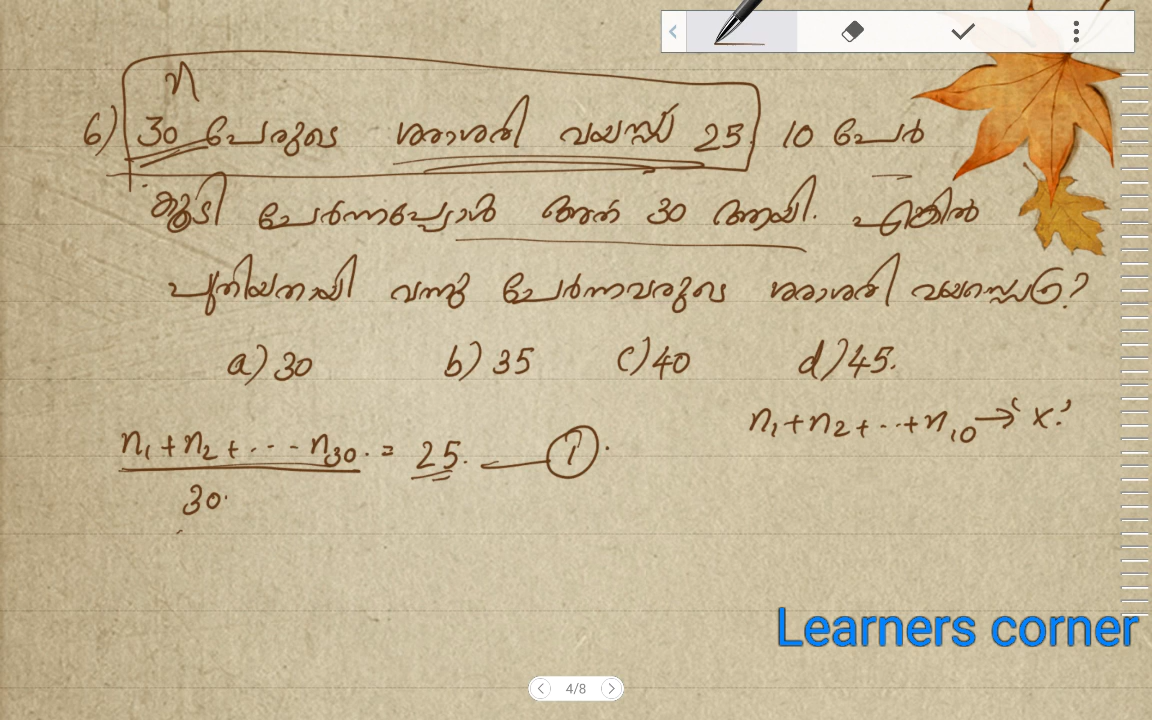 n
6) 30 പേരുടെ ശരാശരി വയസ്സ് 25. 10 പേർ
കൂടി ചേർന്നപ്പോൾ അത് 30 ആയി. എങ്കിൽ
പുതിയതായി വന്നു ചേർന്നവരുടെ ശരാശരി വയസ്സെത്ര?
a) 30 b) 35 c) 40 d) 45.
n₁ + n₂ + ... + n₁₀ → x
n₁ + n₂ + .... n₃₀ = 25. — ①
30
Learners corner
4/8